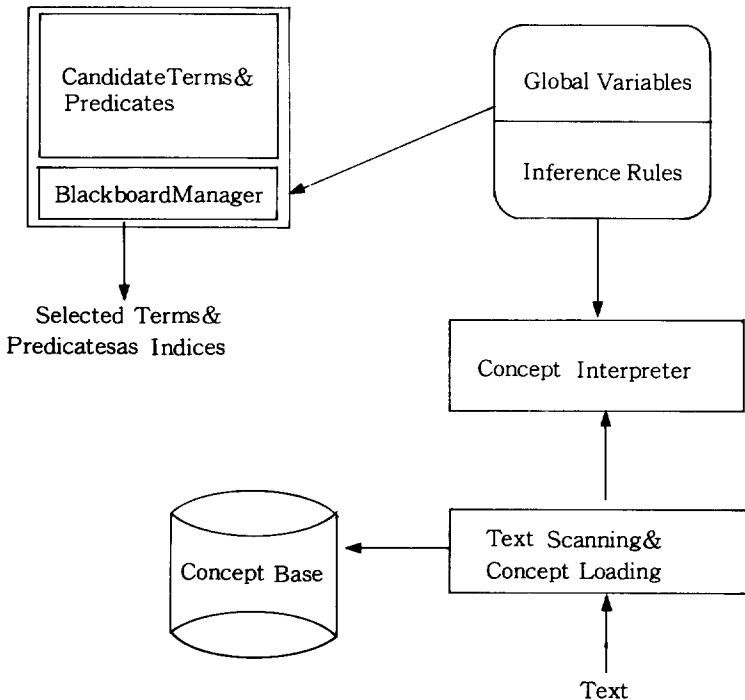 CandidateTerms&
Predicates
BlackboardManager
Selected Terms&
Predicatesas Indices
Global Variables
Inference Rules
Concept Interpreter
Concept Base
Text Scanning&
Concept Loading
Text